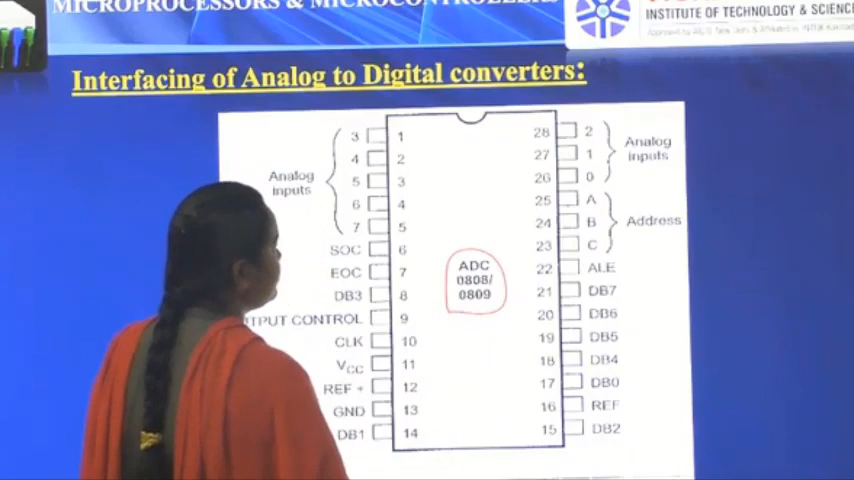 MICROPROCESSORS & MICROCONTROLLERS
INSTITUTE OF TECHNOLOGY & SCIENCE
Interfacing of Analog to Digital converters:
Analog
inputs
3
4
5
6
7
SOC
EOC
DB3
OUTPUT CONTROL
CLK
VCC
REF +
GND
DB1
1
2
3
4
5
6
7
8
9
10
11
12
13
14
ADC
0808/
0809
28
27
26
25
24
23
22
21
20
19
18
17
16
15
2
1
0
A
B
C
ALE
DB7
DB6
DB5
DB4
DB0
REF
DB2
Analog
inputs
Address